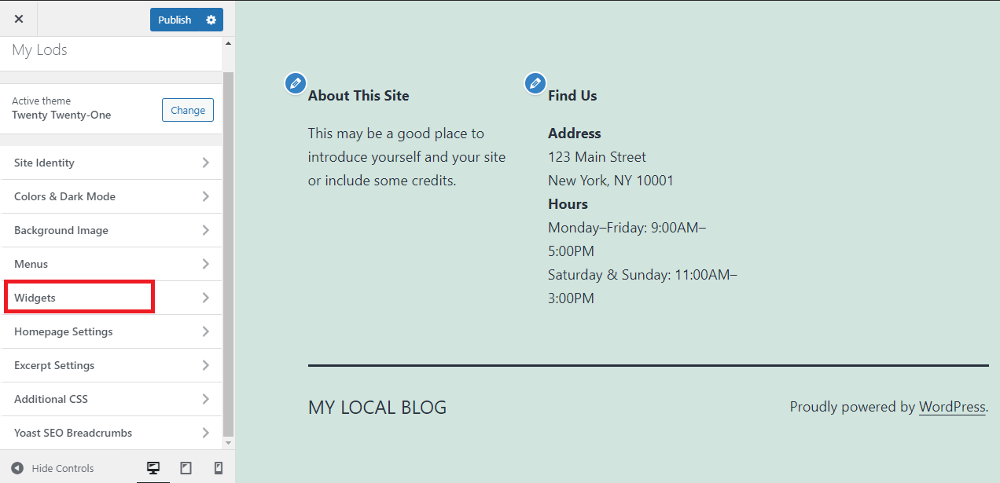 Publish
My Lods
Active theme
Twenty Twenty-One
Change
Site Identity
Colors & Dark Mode
Background Image
Menus
Widgets
Homepage Settings
Excerpt Settings
Additional CSS
Yoast SEO Breadcrumbs
Hide Controls
About This Site
This may be a good place to
introduce yourself and your site
or include some credits.
Find Us
Address
123 Main Street
New York, NY 10001
Hours
Monday–Friday: 9:00AM–
5:00PM
Saturday & Sunday: 11:00AM–
3:00PM
MY LOCAL BLOG
Proudly powered by WordPress.